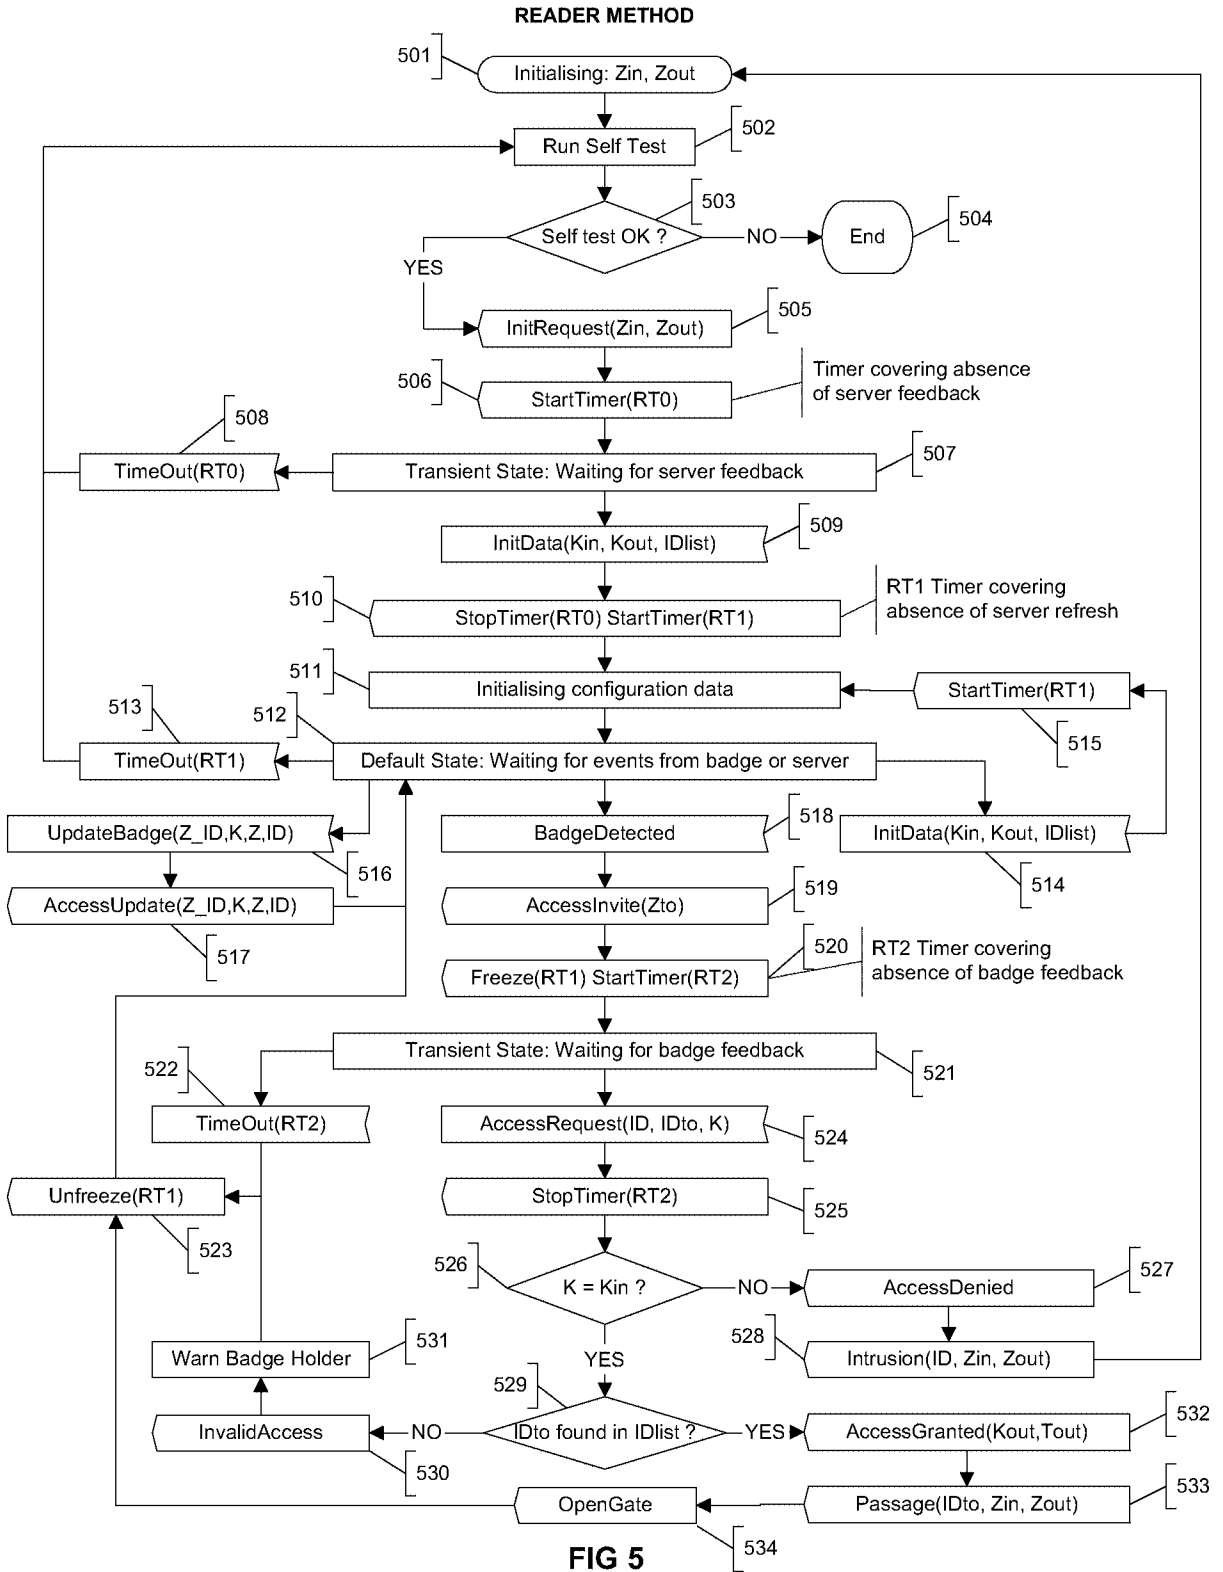 READER METHOD
501
Initialising: Zin, Zout
502
Run Self Test
503
Self test OK ?
NO
End
504
YES
505
InitRequest(Zin, Zout)
506
StartTimer(RT0)
Timer covering absence
of server feedback
508
507
TimeOut(RT0)
Transient State: Waiting for server feedback
509
InitData(Kin, Kout, IDlist)
510
StopTimer(RT0) StartTimer(RT1)
RT1 Timer covering
absence of server refresh
511
Initialising configuration data
StartTimer(RT1)
515
513
512
TimeOut(RT1)
Default State: Waiting for events from badge or server
UpdateBadge(Z_ID,K,Z,ID)
516
BadgeDetected
518
InitData(Kin, Kout, IDlist)
514
AccessUpdate(Z_ID,K,Z,ID)
517
AccessInvite(Zto)
519
520
Freeze(RT1) StartTimer(RT2)
RT2 Timer covering
absence of badge feedback
Transient State: Waiting for badge feedback
521
522
TimeOut(RT2)
AccessRequest(ID, IDto, K)
524
Unfreeze(RT1)
523
StopTimer(RT2)
525
526
K = Kin ?
NO
AccessDenied
527
528
Intrusion(ID, Zin, Zout)
YES
Warn Badge Holder
531
529
IDto found in IDlist ?
NO
InvalidAccess
530
YES
AccessGranted(Kout,Tout)
532
Passage(IDto, Zin, Zout)
533
OpenGate
534
FIG 5